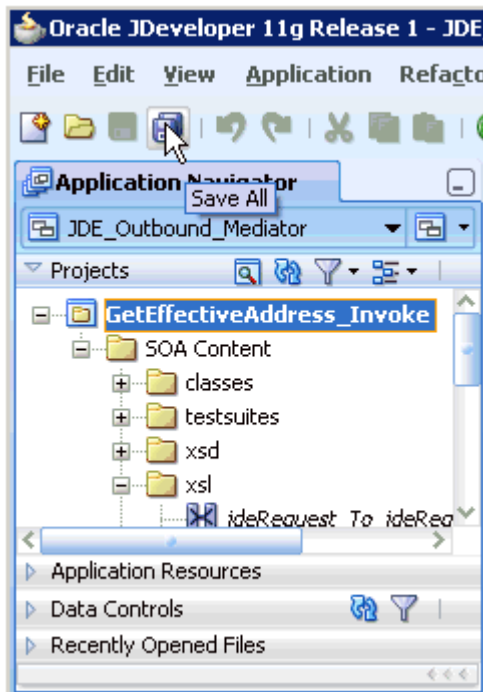 Oracle JDeveloper 11g Release 1 - JDE
File Edit View Application Refacto
Application Navigator
Save All
JDE_Outbound_Mediator
Projects
GetEffectiveAddress_Invoke
SOA Content
classes
testsuites
xsd
xsl
ideRequest_To_ideReq
Application Resources
Data Controls
Recently Opened Files